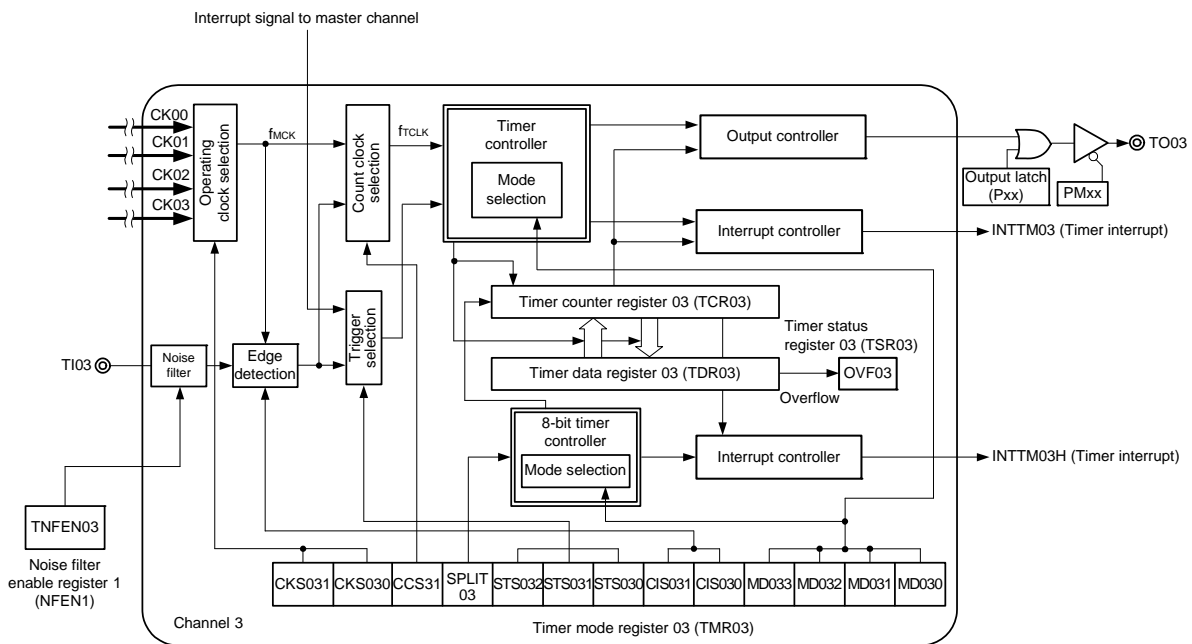 Interrupt signal to master channel
CK00
CK01
CK02
CK03
Operating
clock selection
fMCK
Count clock
selection
fTCLK
Timer
controller
Mode
selection
Output controller
Output latch
(Pxx)
PMxx
TO03
Interrupt controller
INTTM03 (Timer interrupt)
Trigger
selection
Timer counter register 03 (TCR03)
Timer status
register 03 (TSR03)
TI03
Noise
filter
Edge
detection
Timer data register 03 (TDR03)
OVF03
Overflow
8-bit timer
controller
Mode selection
Interrupt controller
INTTM03H (Timer interrupt)
TNFEN03
Noise filter
enable register 1
(NFEN1)
CKS031
CKS030
CCS31
SPLIT
03
STS032
STS031
STS030
CIS031
CIS030
MD033
MD032
MD031
MD030
Channel 3
Timer mode register 03 (TMR03)